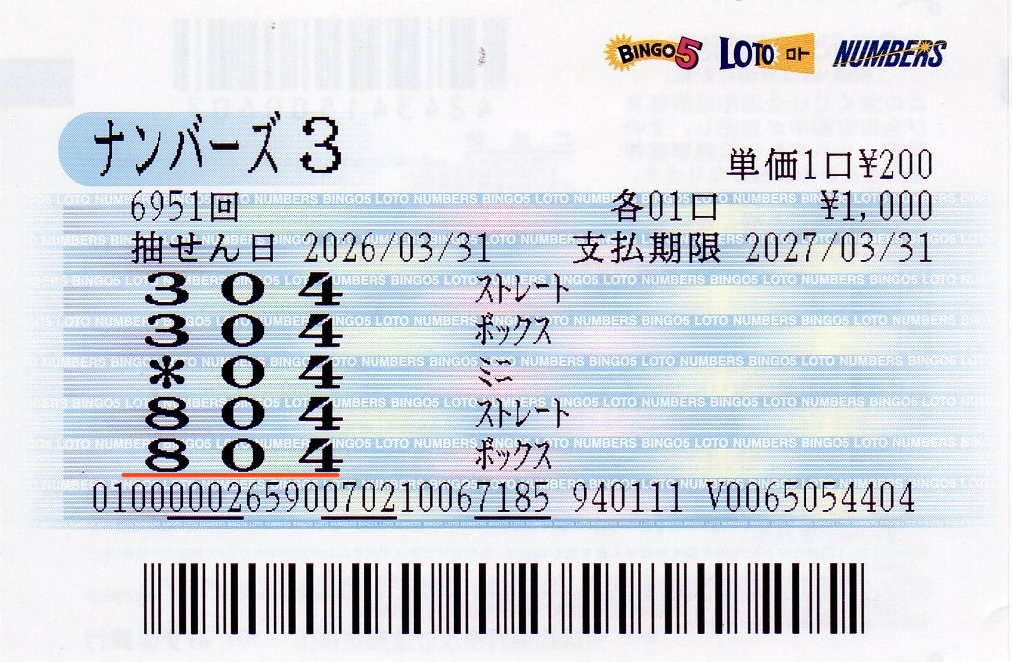 BINGO5 LOTO ロト NUMBERS
ナンバーズ3
単価1口¥200
6951回 各01口 ¥1,000
抽せん日 2026/03/31 支払期限 2027/03/31
304 ストレート
304 ボックス
*04 ミニ
804 ストレート
804 ボックス
010000026590070210067185 940111 V0065054404